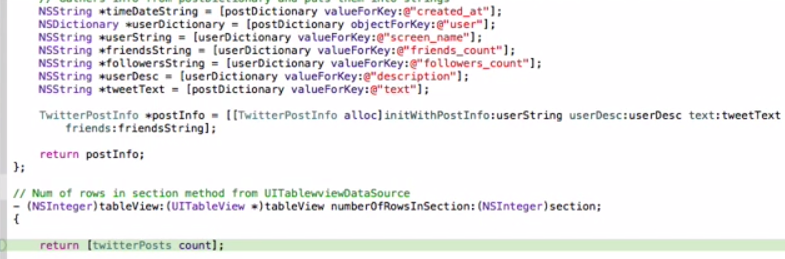 // Gathers info from postDictionary and puts them into strings
NSString *timeDateString = [postDictionary valueForKey:@"created_at"];
NSDictionary *userDictionary = [postDictionary objectForKey:@"user"];
NSString *userString = [userDictionary valueForKey:@"screen_name"];
NSString *friendsString = [userDictionary valueForKey:@"friends_count"];
NSString *followersString = [userDictionary valueForKey:@"followers_count"];
NSString *userDesc = [userDictionary valueForKey:@"description"];
NSString *tweetText = [postDictionary valueForKey:@"text"];
TwitterPostInfo *postInfo = [[TwitterPostInfo alloc]initWithPostInfo:userString userDesc:userDesc text:tweetText
friends:friendsString];
return postInfo;
};
// Num of rows in section method from UITablewviewDataSource
- (NSInteger)tableView:(UITableView *)tableView numberOfRowsInSection:(NSInteger)section;
{
return [twitterPosts count];